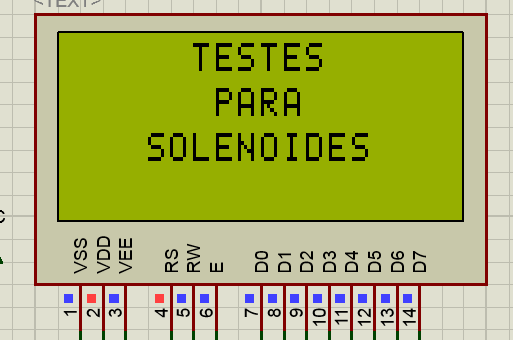 <TEXT>
TESTES
PARA
SOLENOIDES
VSS VDD VEE RS RW E D0 D1 D2 D3 D4 D5 D6 D7
1 2 3 4 5 6 7 8 9 10 11 12 13 14